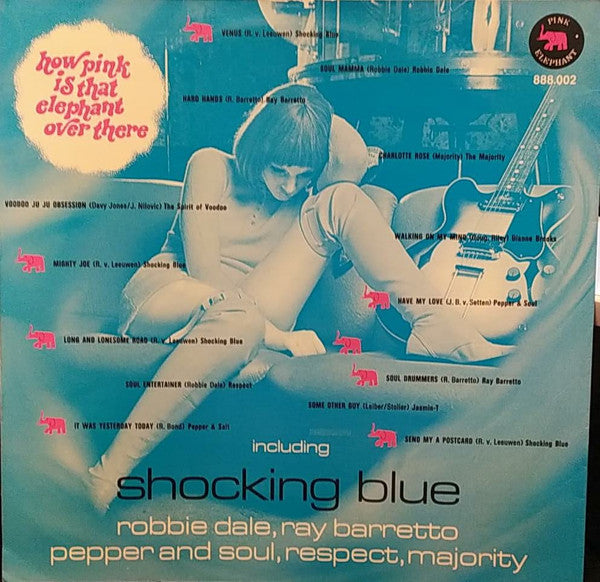 how pink
is that
elephant
over there
PINK
ELEPHANT
888.002
VENUS (R. v. Leeuwen) Shocking Blue
SOUL MAMMA (Robbie Dale) Robbie Dale
HARD HANDS (R. Barretto) Ray Barretto
CHARLOTTE ROSE (Majority) The Majority
VOODOO JU JU OBSESSION (Davy Jones/J. Nilovic) The Spirit of Voodoo
WALKING ON MY MIND Dianne Brooks
MIGHTY JOE (R. v. Leeuwen) Shocking Blue
HAVE MY LOVE (J. B. v. Setten) Pepper & Soul
LONG AND LONESOME ROAD (R. v. Leeuwen) Shocking Blue
SOUL DRUMMERS (R. Barretto) Ray Barretto
SOUL ENTERTAINER (Robbie Dale) Respect
SOME OTHER GUY (Leiber/Stoller) Jasmin-T
IT WAS YESTERDAY TODAY (R. Bond) Pepper & Salt
SEND MY A POSTCARD (R. v. Leeuwen) Shocking Blue
including
shocking blue
robbie dale, ray barretto
pepper and soul, respect, majority